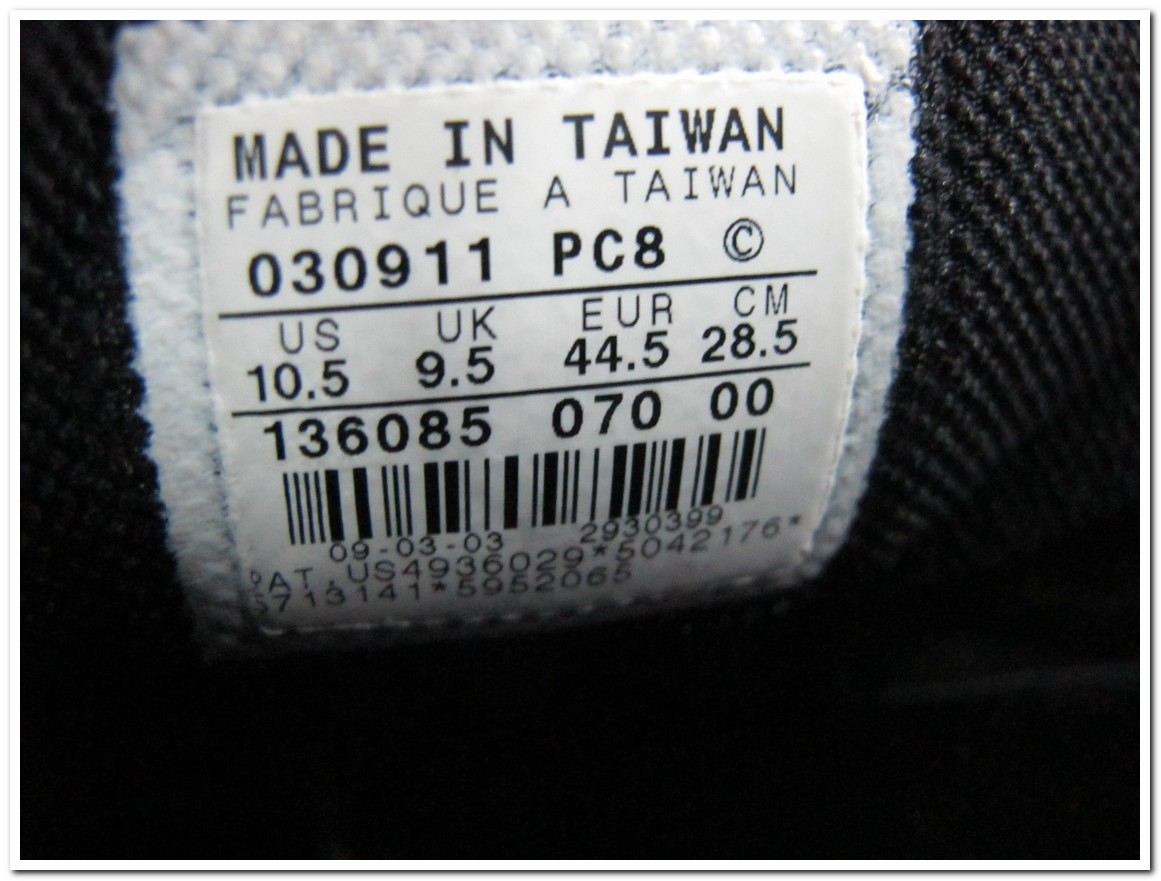 MADE IN TAIWAN
FABRIQUE A TAIWAN
030911 PC8 ©
US UK EUR CM
10.5 9.5 44.5 28.5
136085 070 00
09-03-03 2930399
PAT.US4936029*5042176*
5713141*5952065